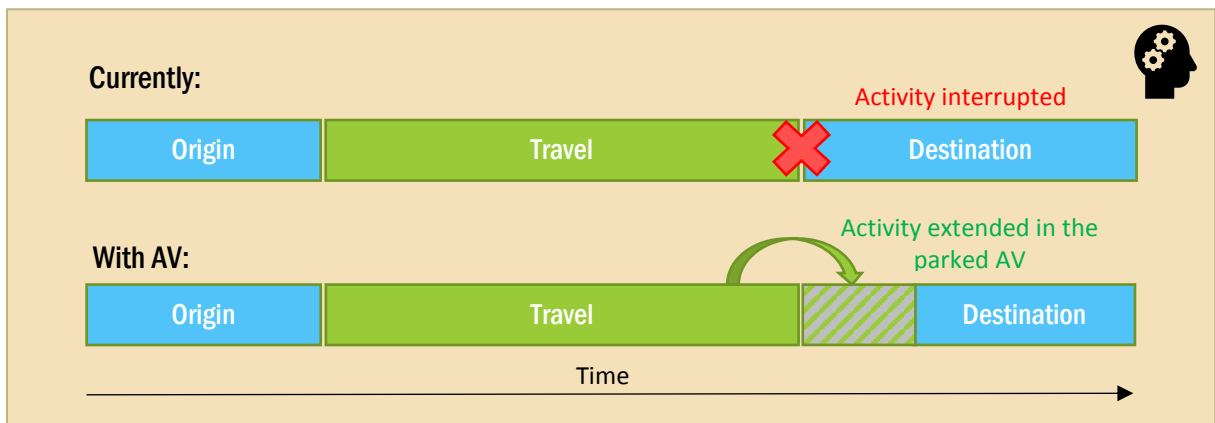 Currently:
Activity interrupted
Origin
Travel
Destination
With AV:
Activity extended in the
parked AV
Origin
Travel
Destination
Time